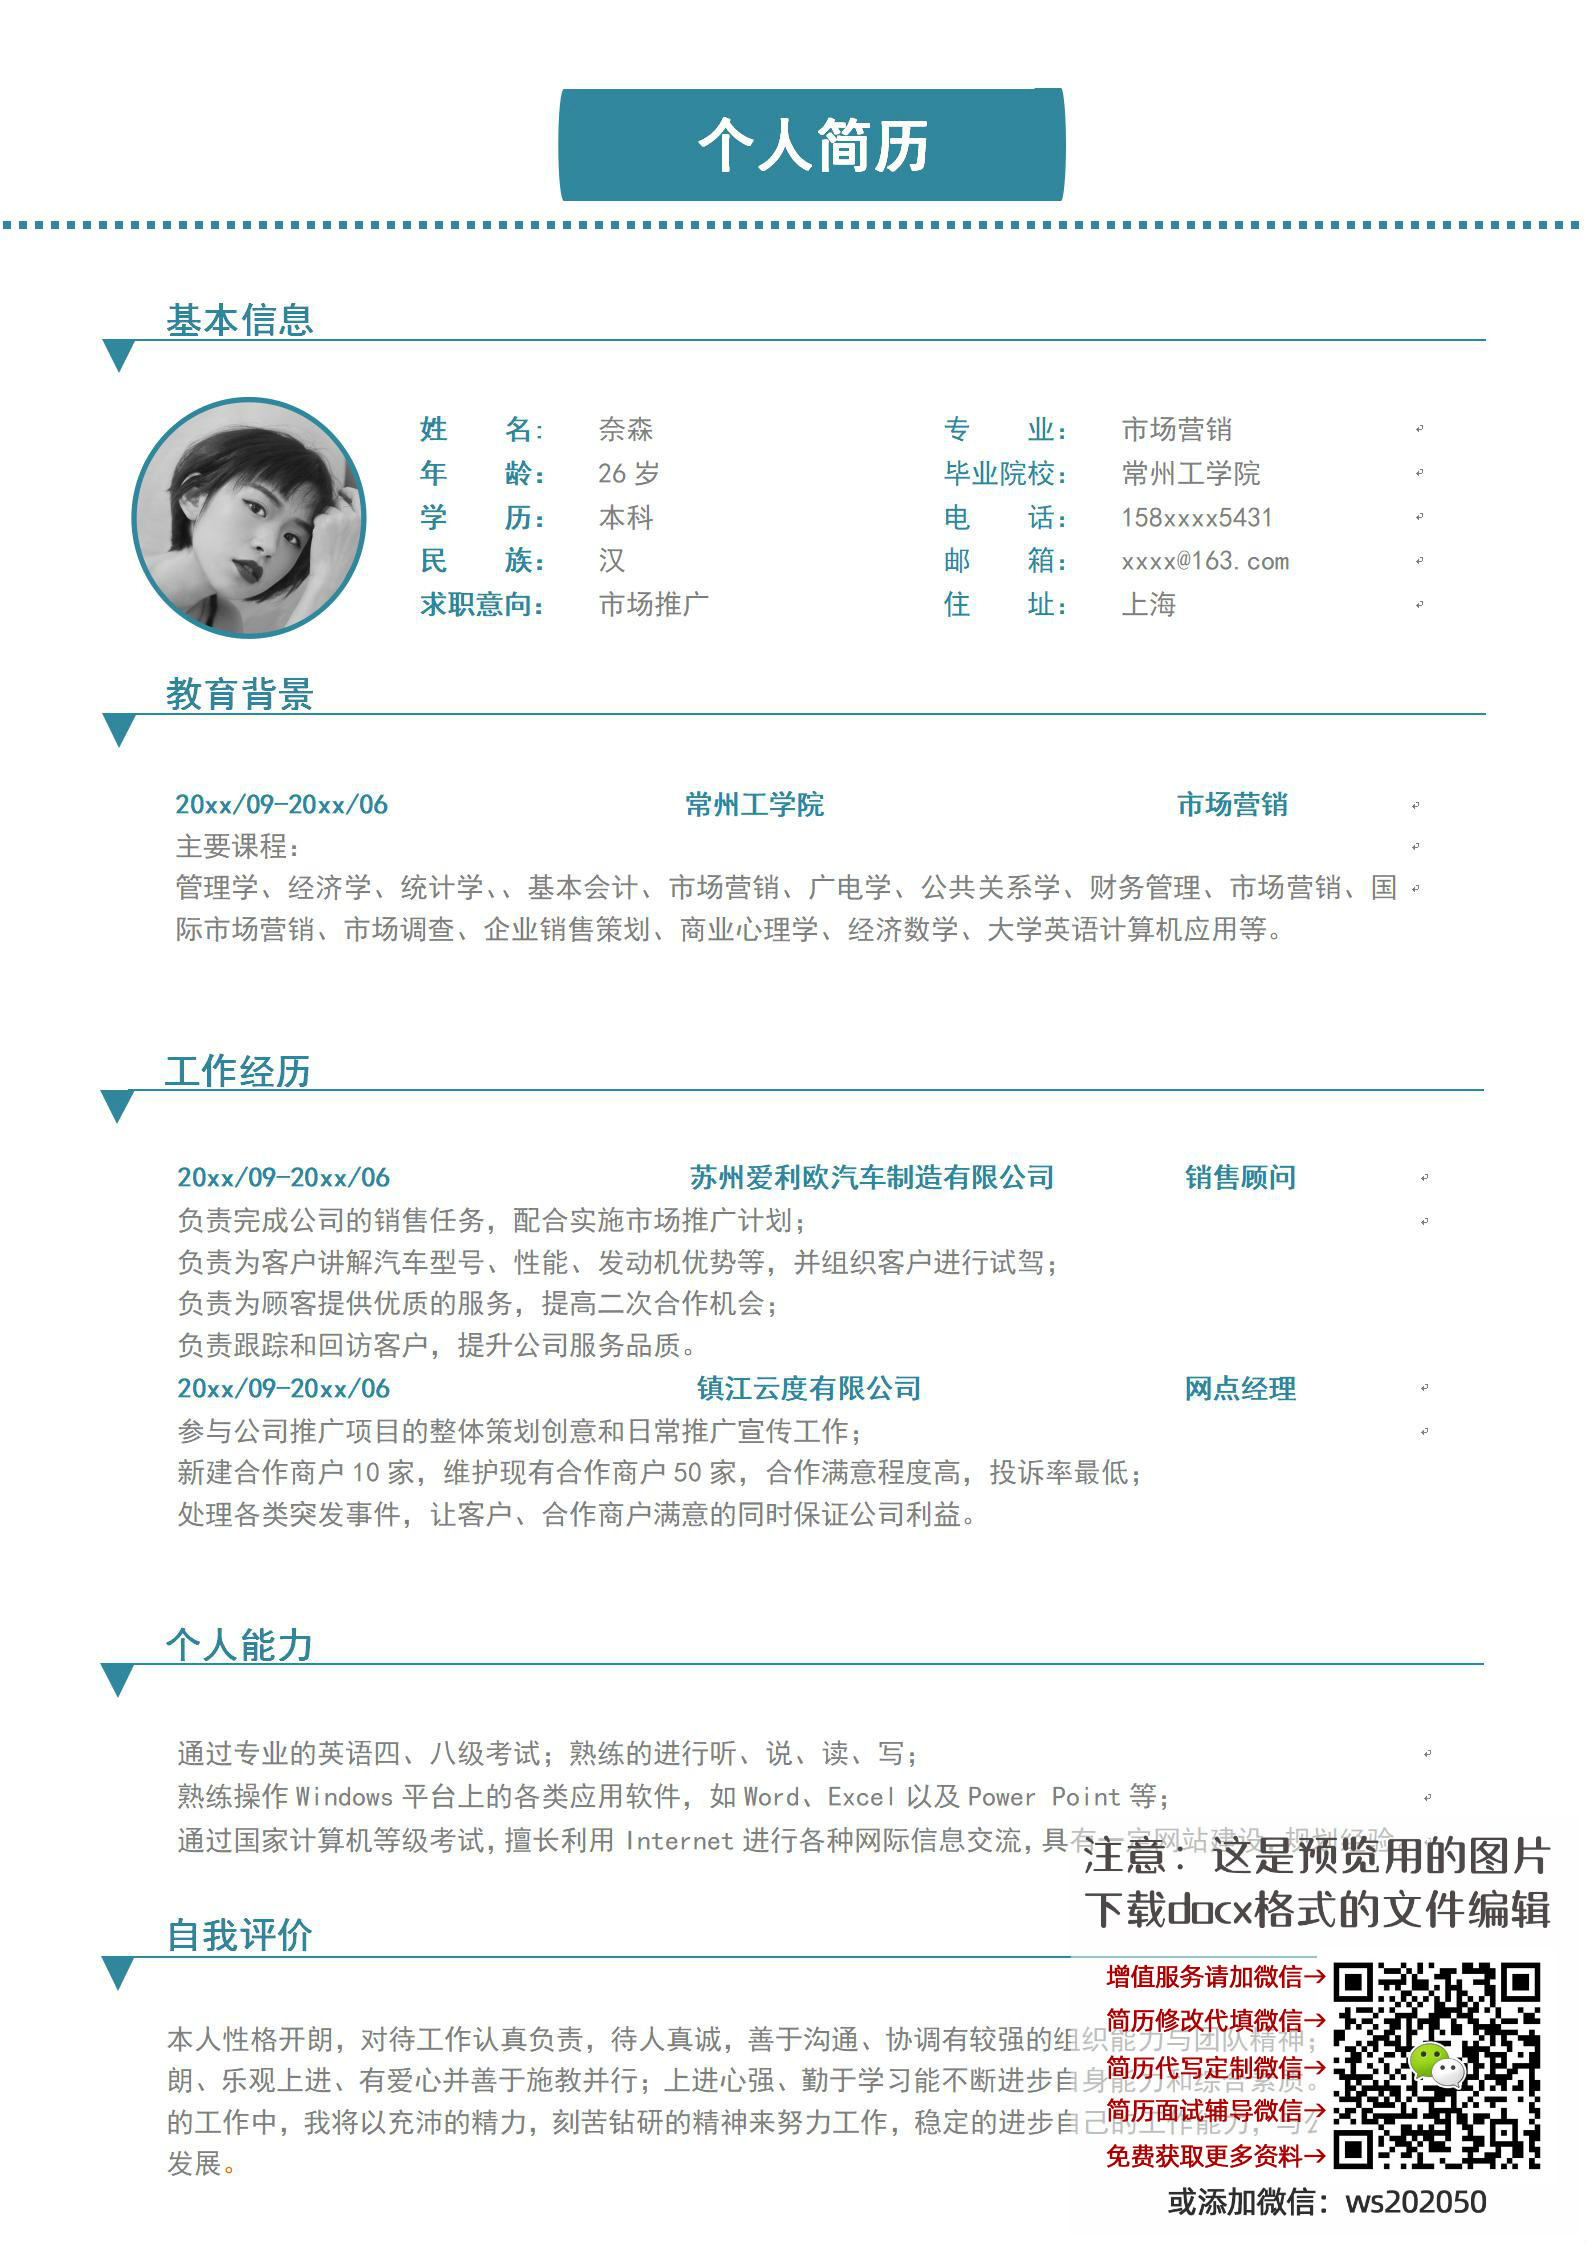 个人简历
基本信息
姓 名： 奈森 专 业： 市场营销
年 龄： 26 岁 毕业院校： 常州工学院
学 历： 本科 电 话： 158xxxx5431
民 族： 汉 邮 箱： xxxx@163.com
求职意向： 市场推广 住 址： 上海
教育背景
20xx/09-20xx/06 常州工学院 市场营销
主要课程：
管理学、经济学、统计学、、基本会计、市场营销、广电学、公共关系学、财务管理、市场营销、国
际市场营销、市场调查、企业销售策划、商业心理学、经济数学、大学英语计算机应用等。
工作经历
20xx/09-20xx/06 苏州爱利欧汽车制造有限公司 销售顾问
负责完成公司的销售任务，配合实施市场推广计划；
负责为客户讲解汽车型号、性能、发动机优势等，并组织客户进行试驾；
负责为顾客提供优质的服务，提高二次合作机会；
负责跟踪和回访客户，提升公司服务品质。
20xx/09-20xx/06 镇江云度有限公司 网点经理
参与公司推广项目的整体策划创意和日常推广宣传工作；
新建合作商户 10 家，维护现有合作商户 50 家，合作满意程度高，投诉率最低；
处理各类突发事件，让客户、合作商户满意的同时保证公司利益。
个人能力
通过专业的英语四、八级考试；熟练的进行听、说、读、写；
熟练操作 Windows 平台上的各类应用软件，如 Word、Excel 以及 Power Point 等；
通过国家计算机等级考试，擅长利用 Internet 进行各种网际信息交流，具有一定网站建设、规划经验
注意：这是预览用的图片
下载docx格式的文件编辑
自我评价
本人性格开朗，对待工作认真负责，待人真诚，善于沟通、协调有较强的组织能力与团队精神；
朗、乐观上进、有爱心并善于施教并行；上进心强、勤于学习能不断进步自身能力和综合素质。
的工作中，我将以充沛的精力，刻苦钻研的精神来努力工作，稳定的进步自己的工作能力，与
发展。
增值服务请加微信→
简历修改代填微信→
简历代写定制微信→
简历面试辅导微信→
免费获取更多资料→
或添加微信：ws202050